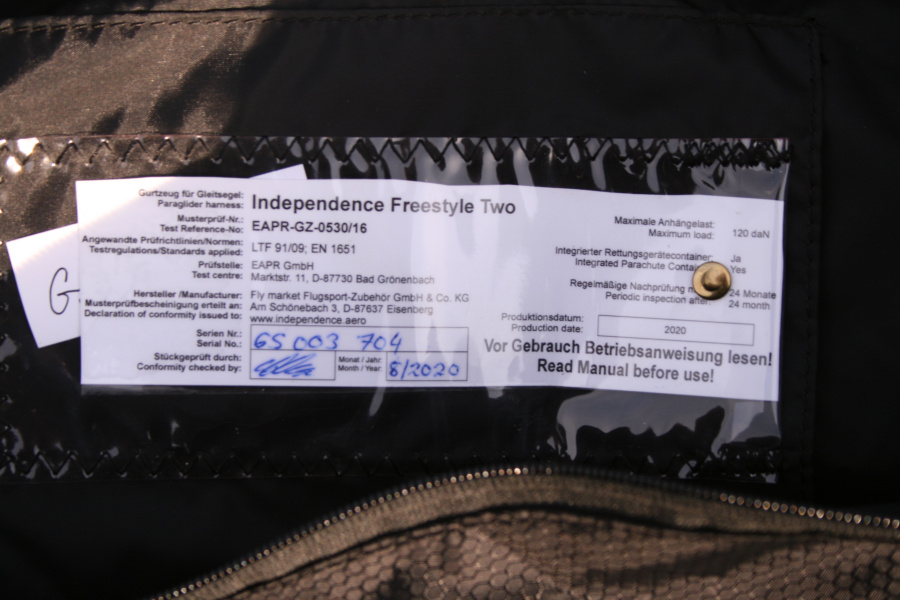 Gurtzeug für Gleitsegel:
Paraglider harness:
Independence Freestyle Two
Musterprüf-Nr.:
Test Reference-No:
EAPR-GZ-0530/16
Angewandte Prüfrichtlinien/Normen:
Testregulations/Standards applied:
LTF 91/09; EN 1651
Prüfstelle:
Test centre:
EAPR GmbH
Marktstr. 11, D-87730 Bad Grönenbach
Hersteller /Manufacturer:
Musterprüfbescheinigung erteilt an:
Declaration of conformity issued to:
Fly market Flugsport-Zubehör GmbH & Co. KG
Am Schönebach 3, D-87637 Eisenberg
www.independence.aero
Serien Nr.:
Serial No.:
65 003 704
Stückgeprüft durch:
Conformity checked by:
Monat / Jahr:
Month / Year:
8/2020
Maximale Anhängelast:
Maximum load:
120 daN
Integrierter Rettungsgerätecontainer:
Integrated Parachute
Ja
Yes
Regelmäßige Nachprüfung
Periodic inspection after:
24 Monate
24 month
Produktionsdatum:
Production date:
2020
Vor Gebrauch Betriebsanweisung lesen!
Read Manual before use!
G